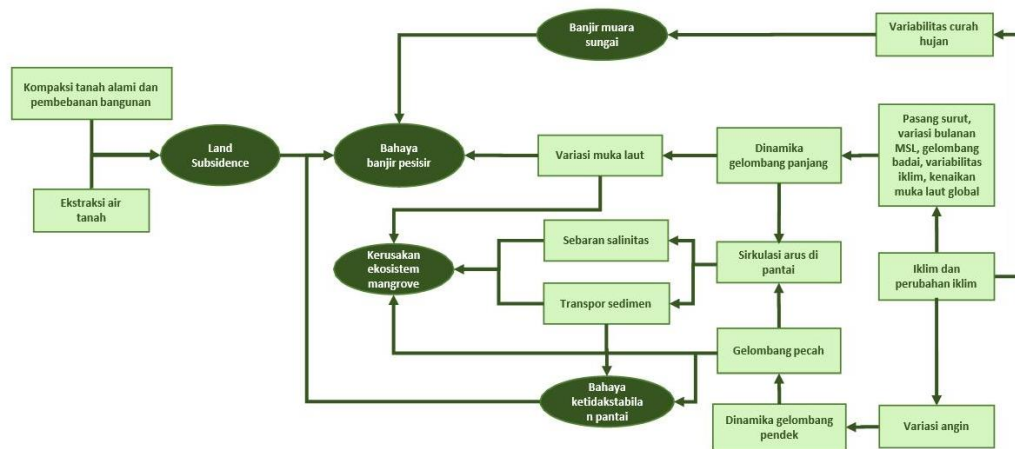 Banjir muara
sungai
Variabilitas curah
hujan
Kompaksi tanah alami dan
pembebanan bangunan
Land
Subsidence
Ekstraksi air
tanah
Bahaya
banjir pesisir
Variasi muka laut
Dinamika
gelombang panjang
Pasang surut,
variasi bulanan
MSL, gelombang
badai, variabilitas
iklim, kenaikan
muka laut global
Kerusakan
ekosistem
mangrove
Sebaran salinitas
Transpor sedimen
Sirkulasi arus di
pantai
Iklim dan
perubahan iklim
Gelombang pecah
Bahaya
ketidakstabila
n pantai
Dinamika gelombang
pendek
Variasi angin